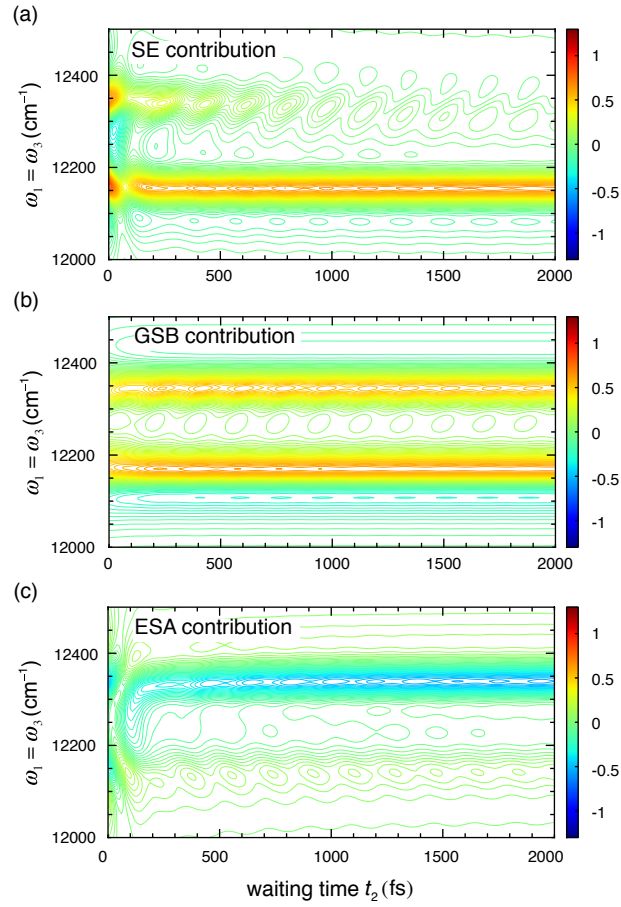 (a)
SE contribution
ω₁ = ω₃ (cm⁻¹)
12400
12200
12000
0 500 1000 1500 2000
1
0.5
0
-0.5
-1
(b)
GSB contribution
ω₁ = ω₃ (cm⁻¹)
12400
12200
12000
0 500 1000 1500 2000
1
0.5
0
-0.5
-1
(c)
ESA contribution
ω₁ = ω₃ (cm⁻¹)
12400
12200
12000
0 500 1000 1500 2000
1
0.5
0
-0.5
-1
waiting time t₂ (fs)